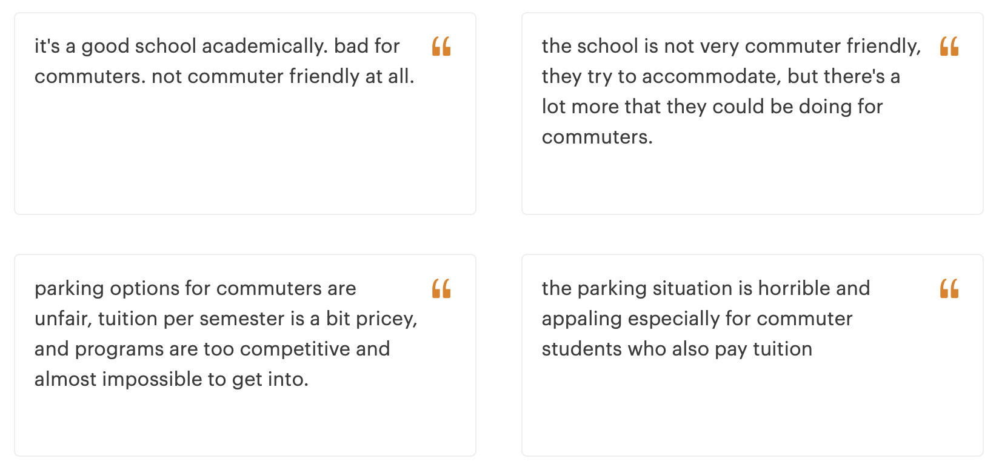 it's a good school academically. bad for
commuters. not commuter friendly at all.
the school is not very commuter friendly,
they try to accommodate, but there's a
lot more that they could be doing for
commuters.
parking options for commuters are
unfair, tuition per semester is a bit pricey,
and programs are too competitive and
almost impossible to get into.
the parking situation is horrible and
appaling especially for commuter
students who also pay tuition